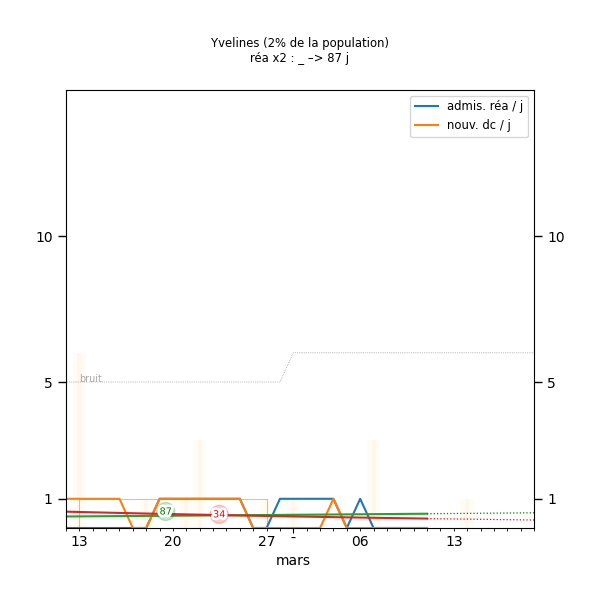 Yvelines (2% de la population)
réa x2 : _ –> 87 j
admis. réa / j
nouv. dc / j
10
10
bruit
5
5
1
1
87
34
13
20
27
-
06
13
mars